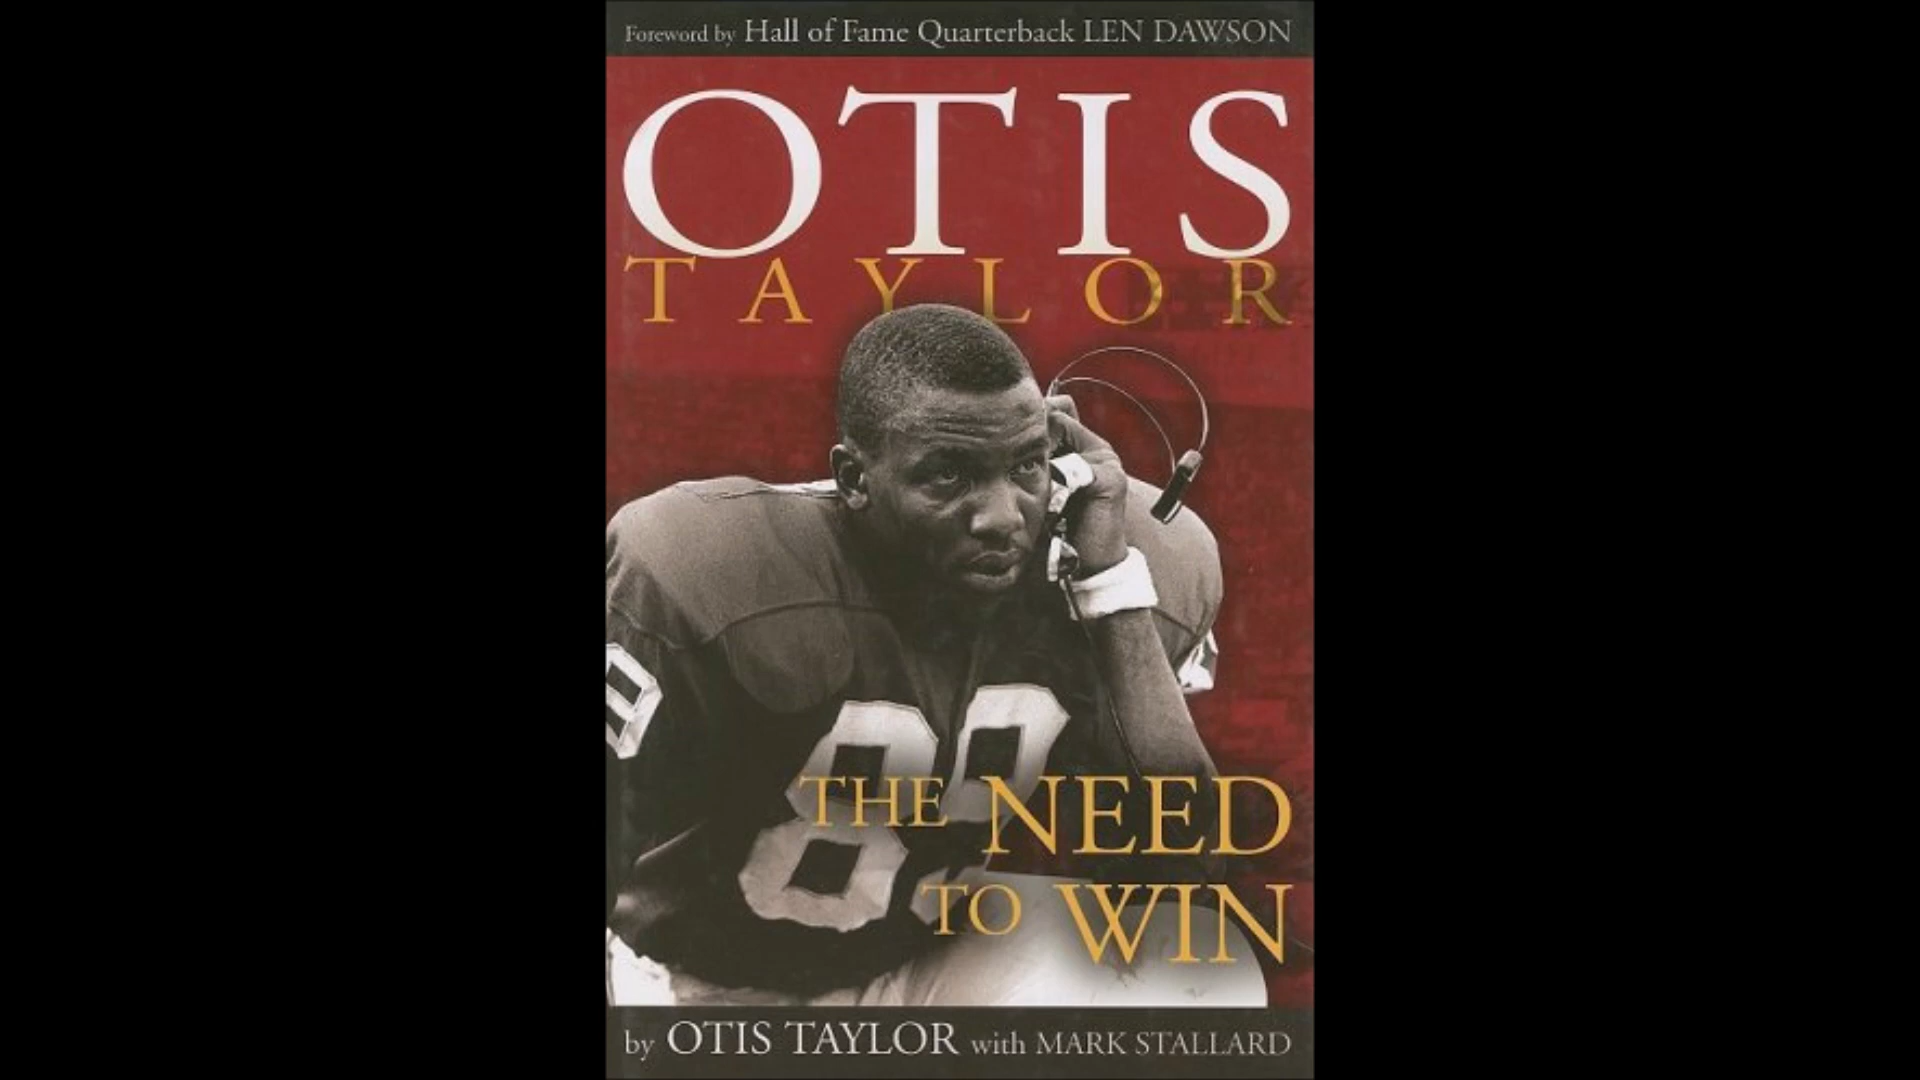 Foreword by Hall of Fame Quarterback LEN DAWSON
OTIS
TAYLOR
89
THE NEED
TO WIN
by OTIS TAYLOR with MARK STALLARD